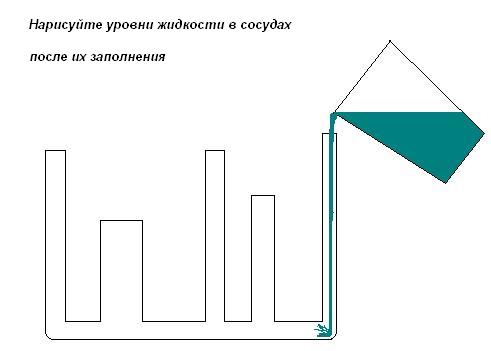 Нарисуйте уровни жидкости в сосудах
после их заполнения